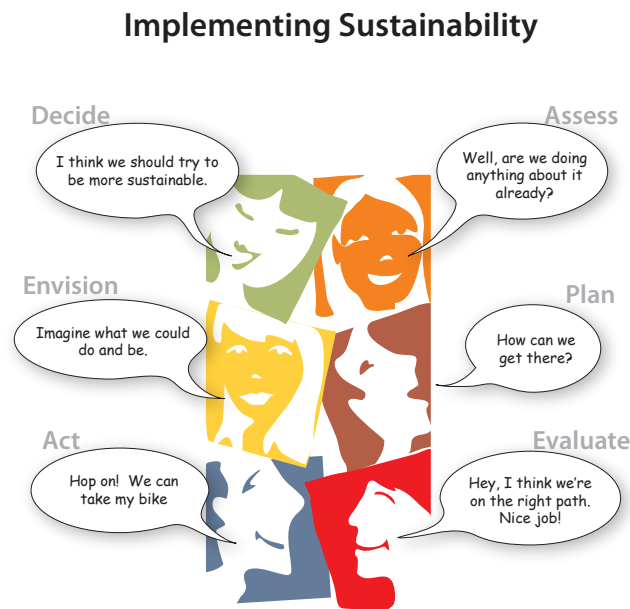 Implementing Sustainability
Decide
I think we should try to
be more sustainable.
Assess
Well, are we doing
anything about it
already?
Envision
Imagine what we could
do and be.
Plan
How can we
get there?
Act
Hop on!  We can
take my bike
Evaluate
Hey, I think we're
on the right path.
Nice job!